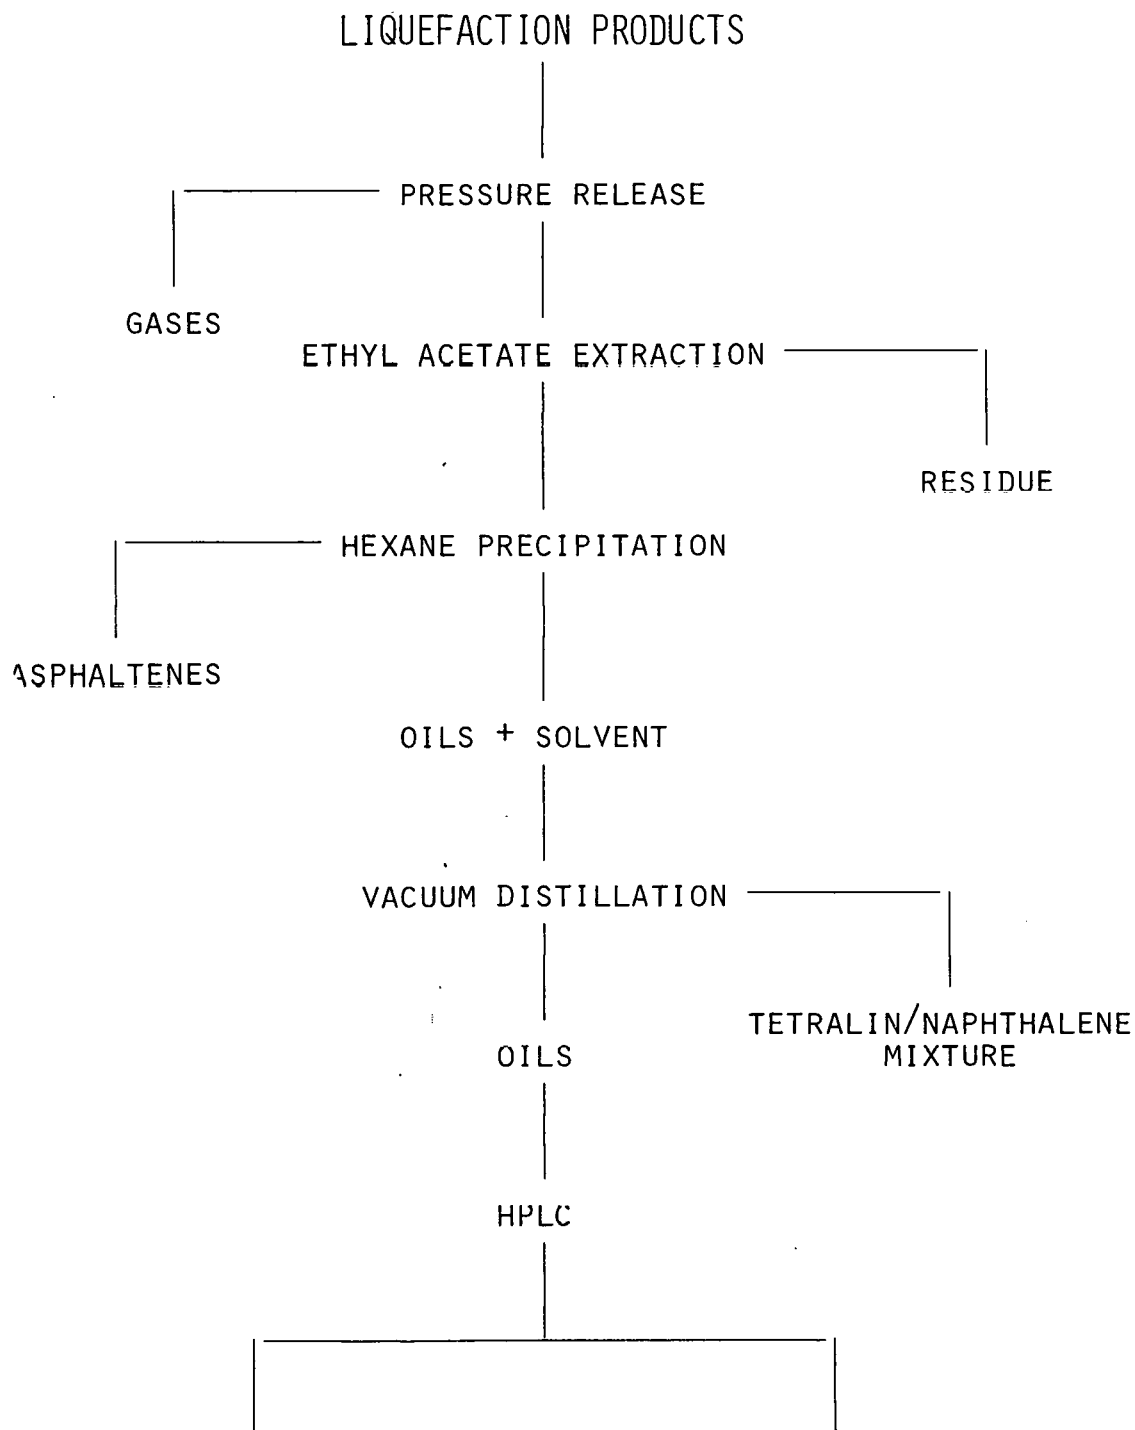 LIQUEFACTION PRODUCTS
PRESSURE RELEASE
GASES
ETHYL ACETATE EXTRACTION
RESIDUE
HEXANE PRECIPITATION
ASPHALTENES
OILS + SOLVENT
VACUUM DISTILLATION
TETRALIN/NAPHTHALENE
MIXTURE
OILS
HPLC